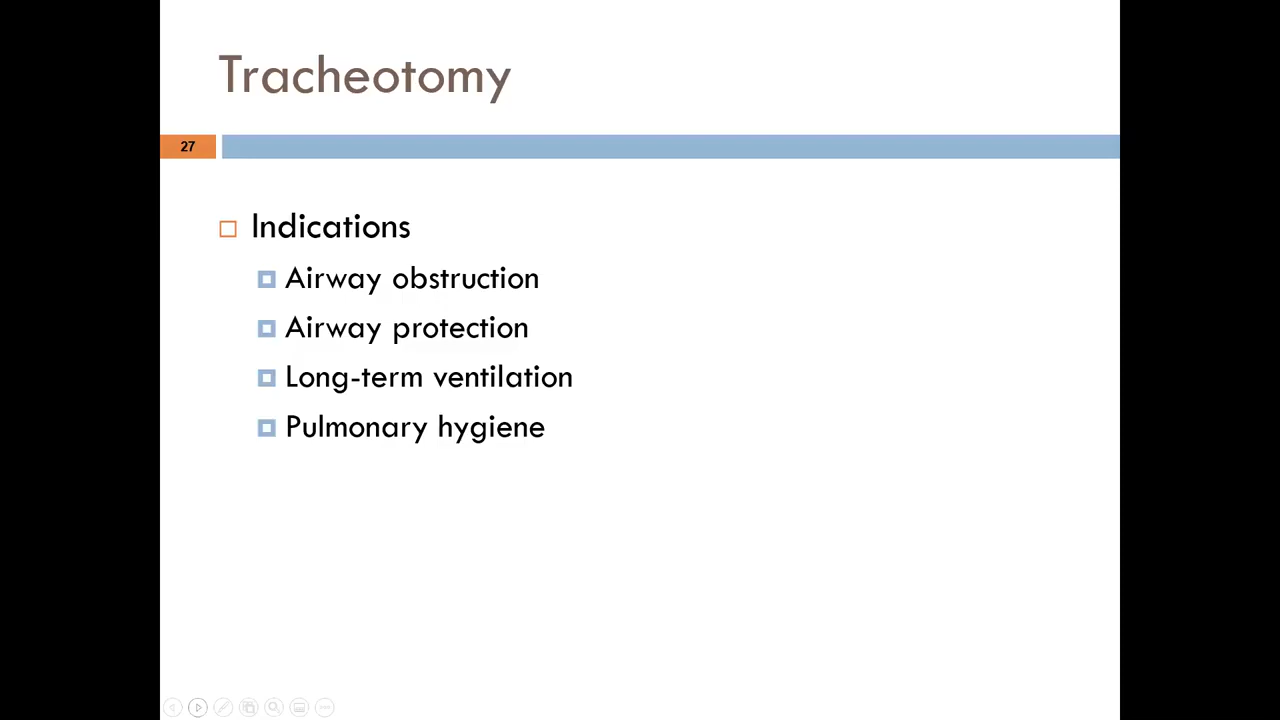 Tracheotomy
27
Indications
Airway obstruction
Airway protection
Long-term ventilation
Pulmonary hygiene